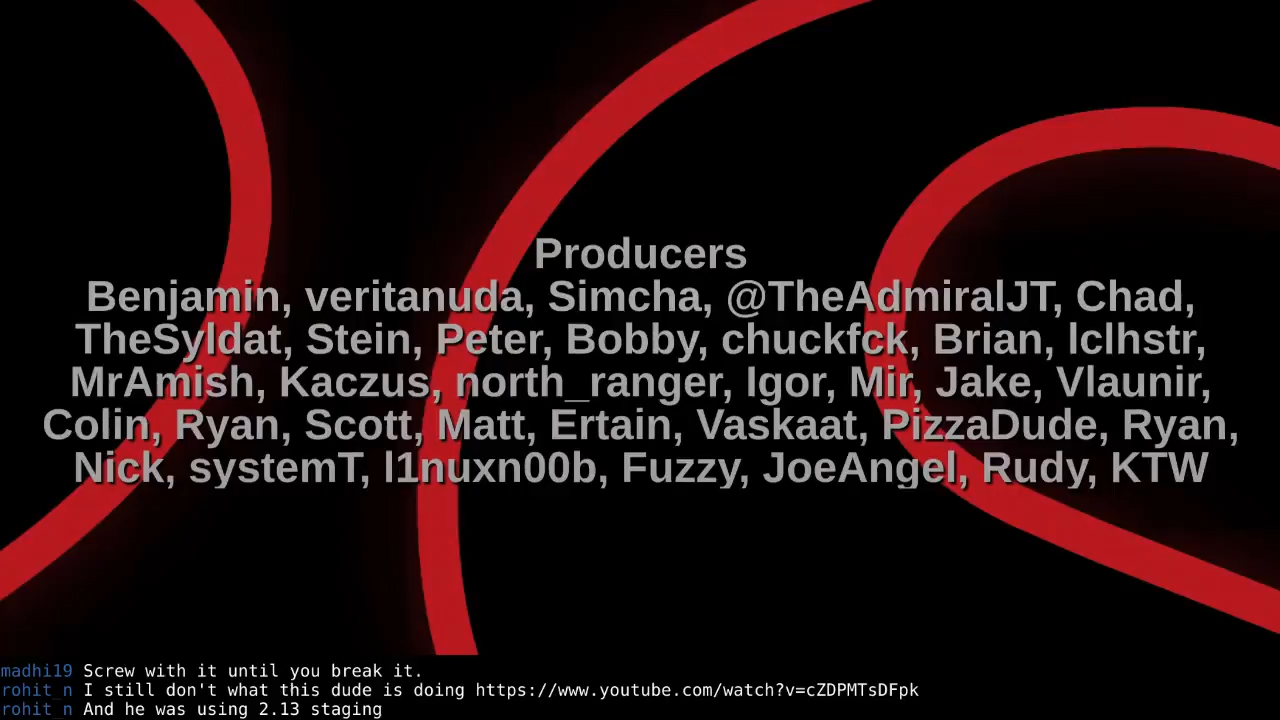 Producers
Benjamin, veritanuda, Simcha, @TheAdmiralJT, Chad,
TheSyldat, Stein, Peter, Bobby, chuckfck, Brian, lclhstr,
MrAmish, Kaczus, north_ranger, Igor, Mir, Jake, Vlaunir,
Colin, Ryan, Scott, Matt, Ertain, Vaskaat, PizzaDude, Ryan,
Nick, systemT, l1nuxn00b, Fuzzy, JoeAngel, Rudy, KTW
madhi19 Screw with it until you break it.
rohit_n I still don't what this dude is doing https://www.youtube.com/watch?v=cZDPMTsDFpk
rohit_n And he was using 2.13 staging